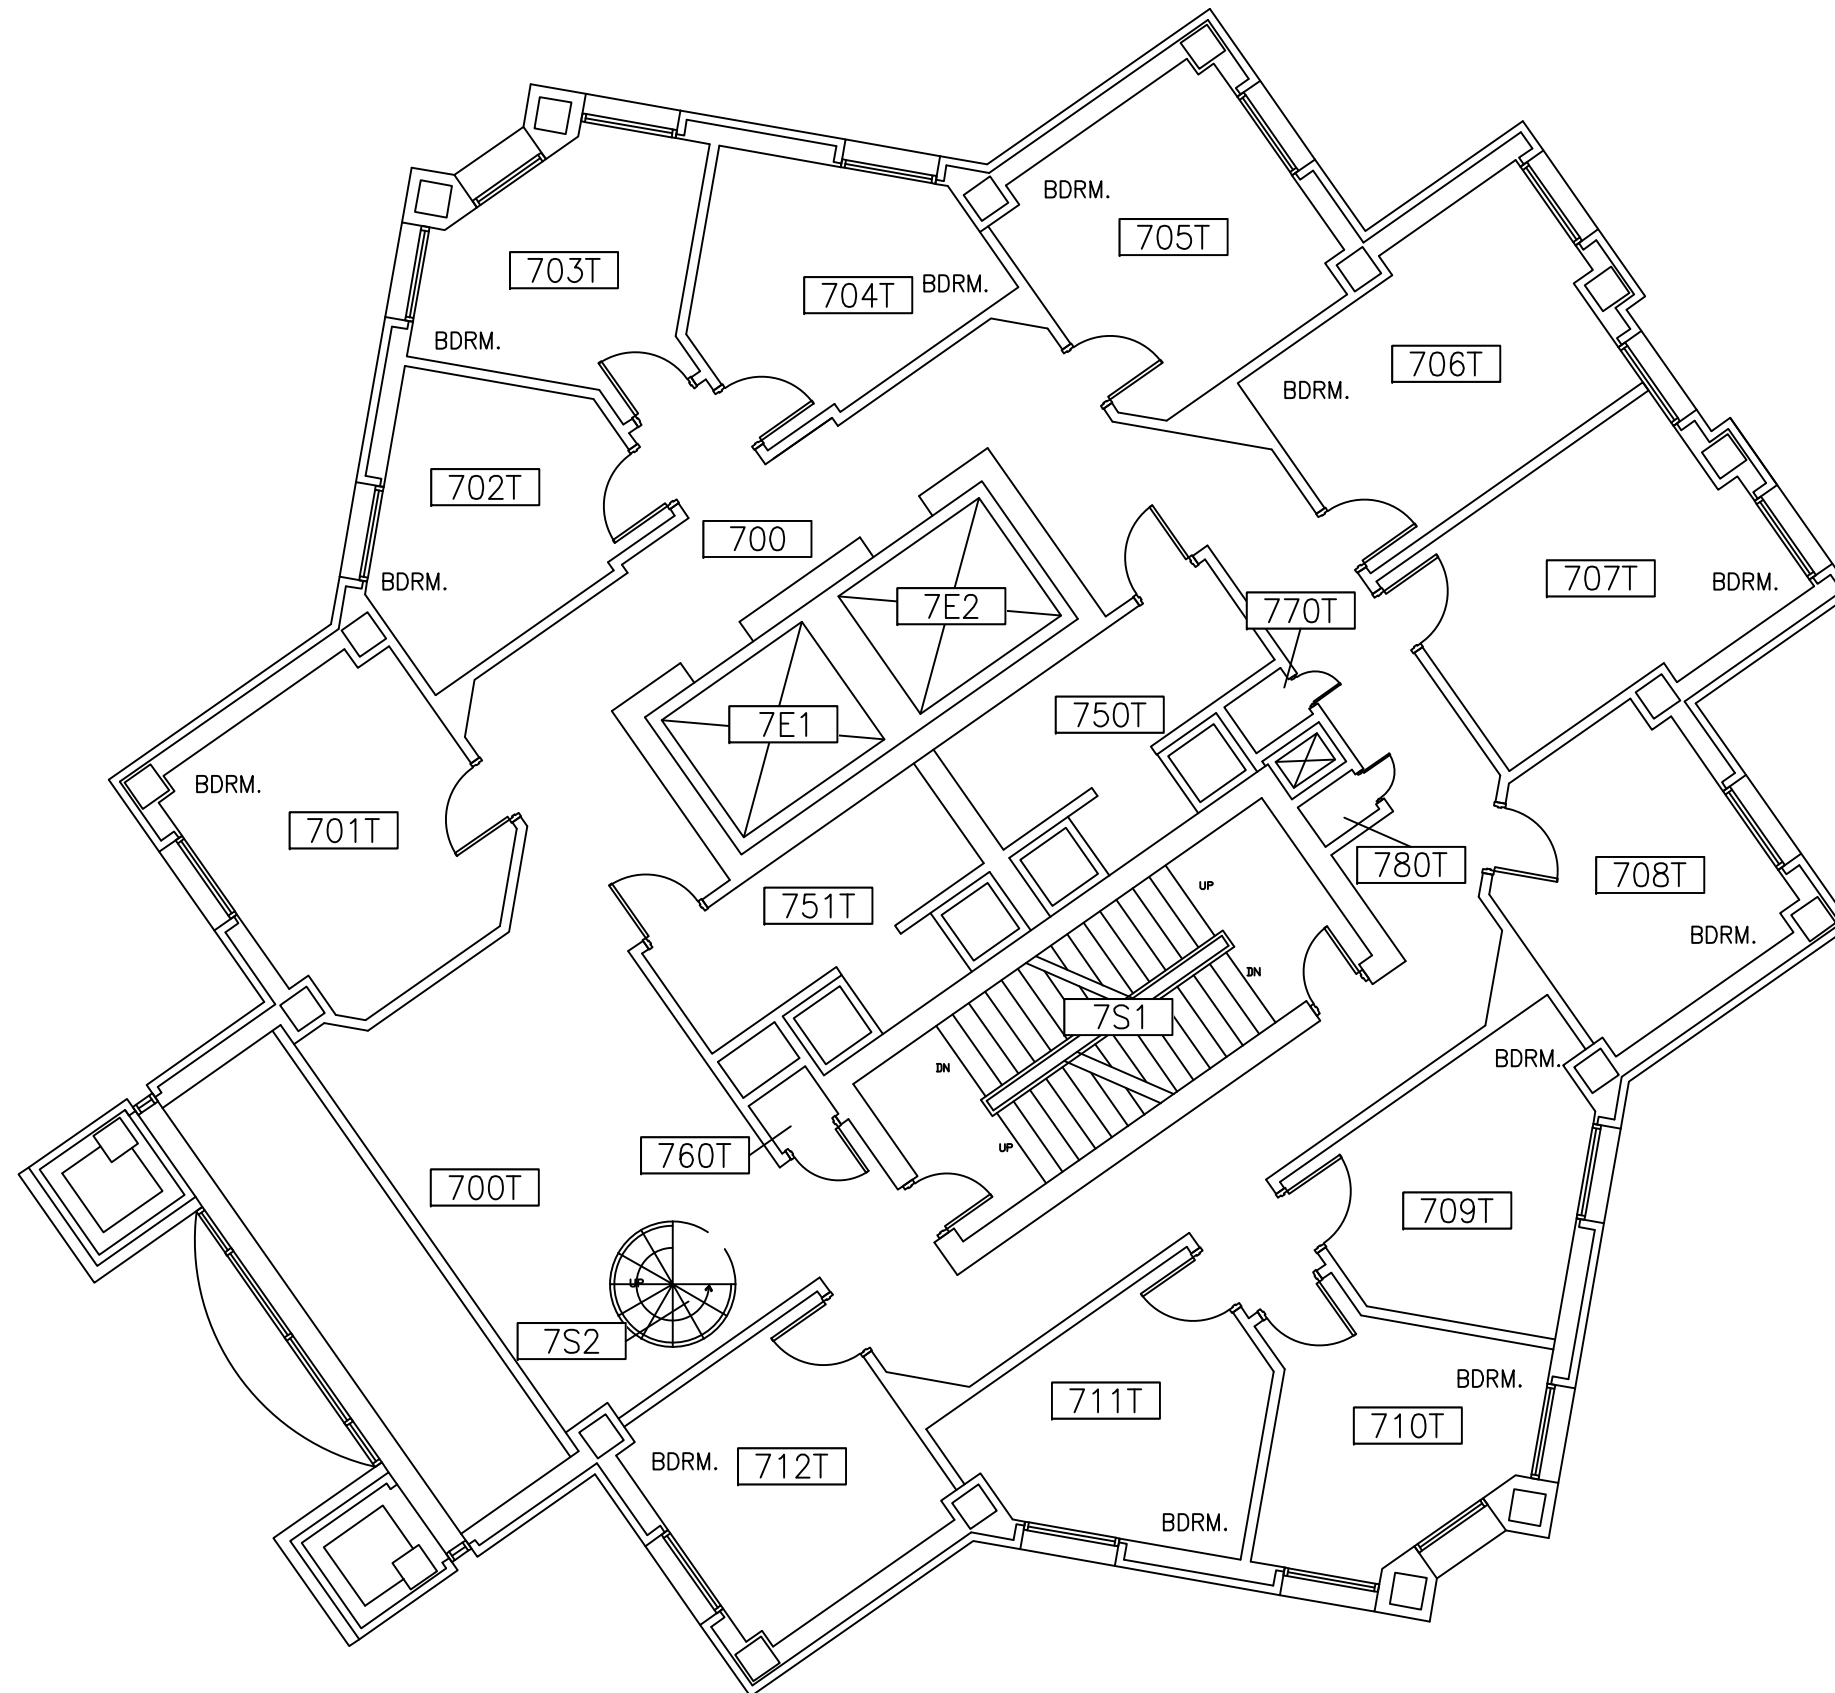 BDRM.
705T
703T
704T
BDRM.
BDRM.
706T
BDRM.
702T
700
BDRM.
707T
BDRM.
7E2
770T
7E1
750T
BDRM.
701T
780T
708T
751T
UP
BDRM.
DN
7S1
DN
BDRM.
UP
760T
700T
709T
UP
7S2
BDRM.
711T
710T
BDRM.
712T
BDRM.